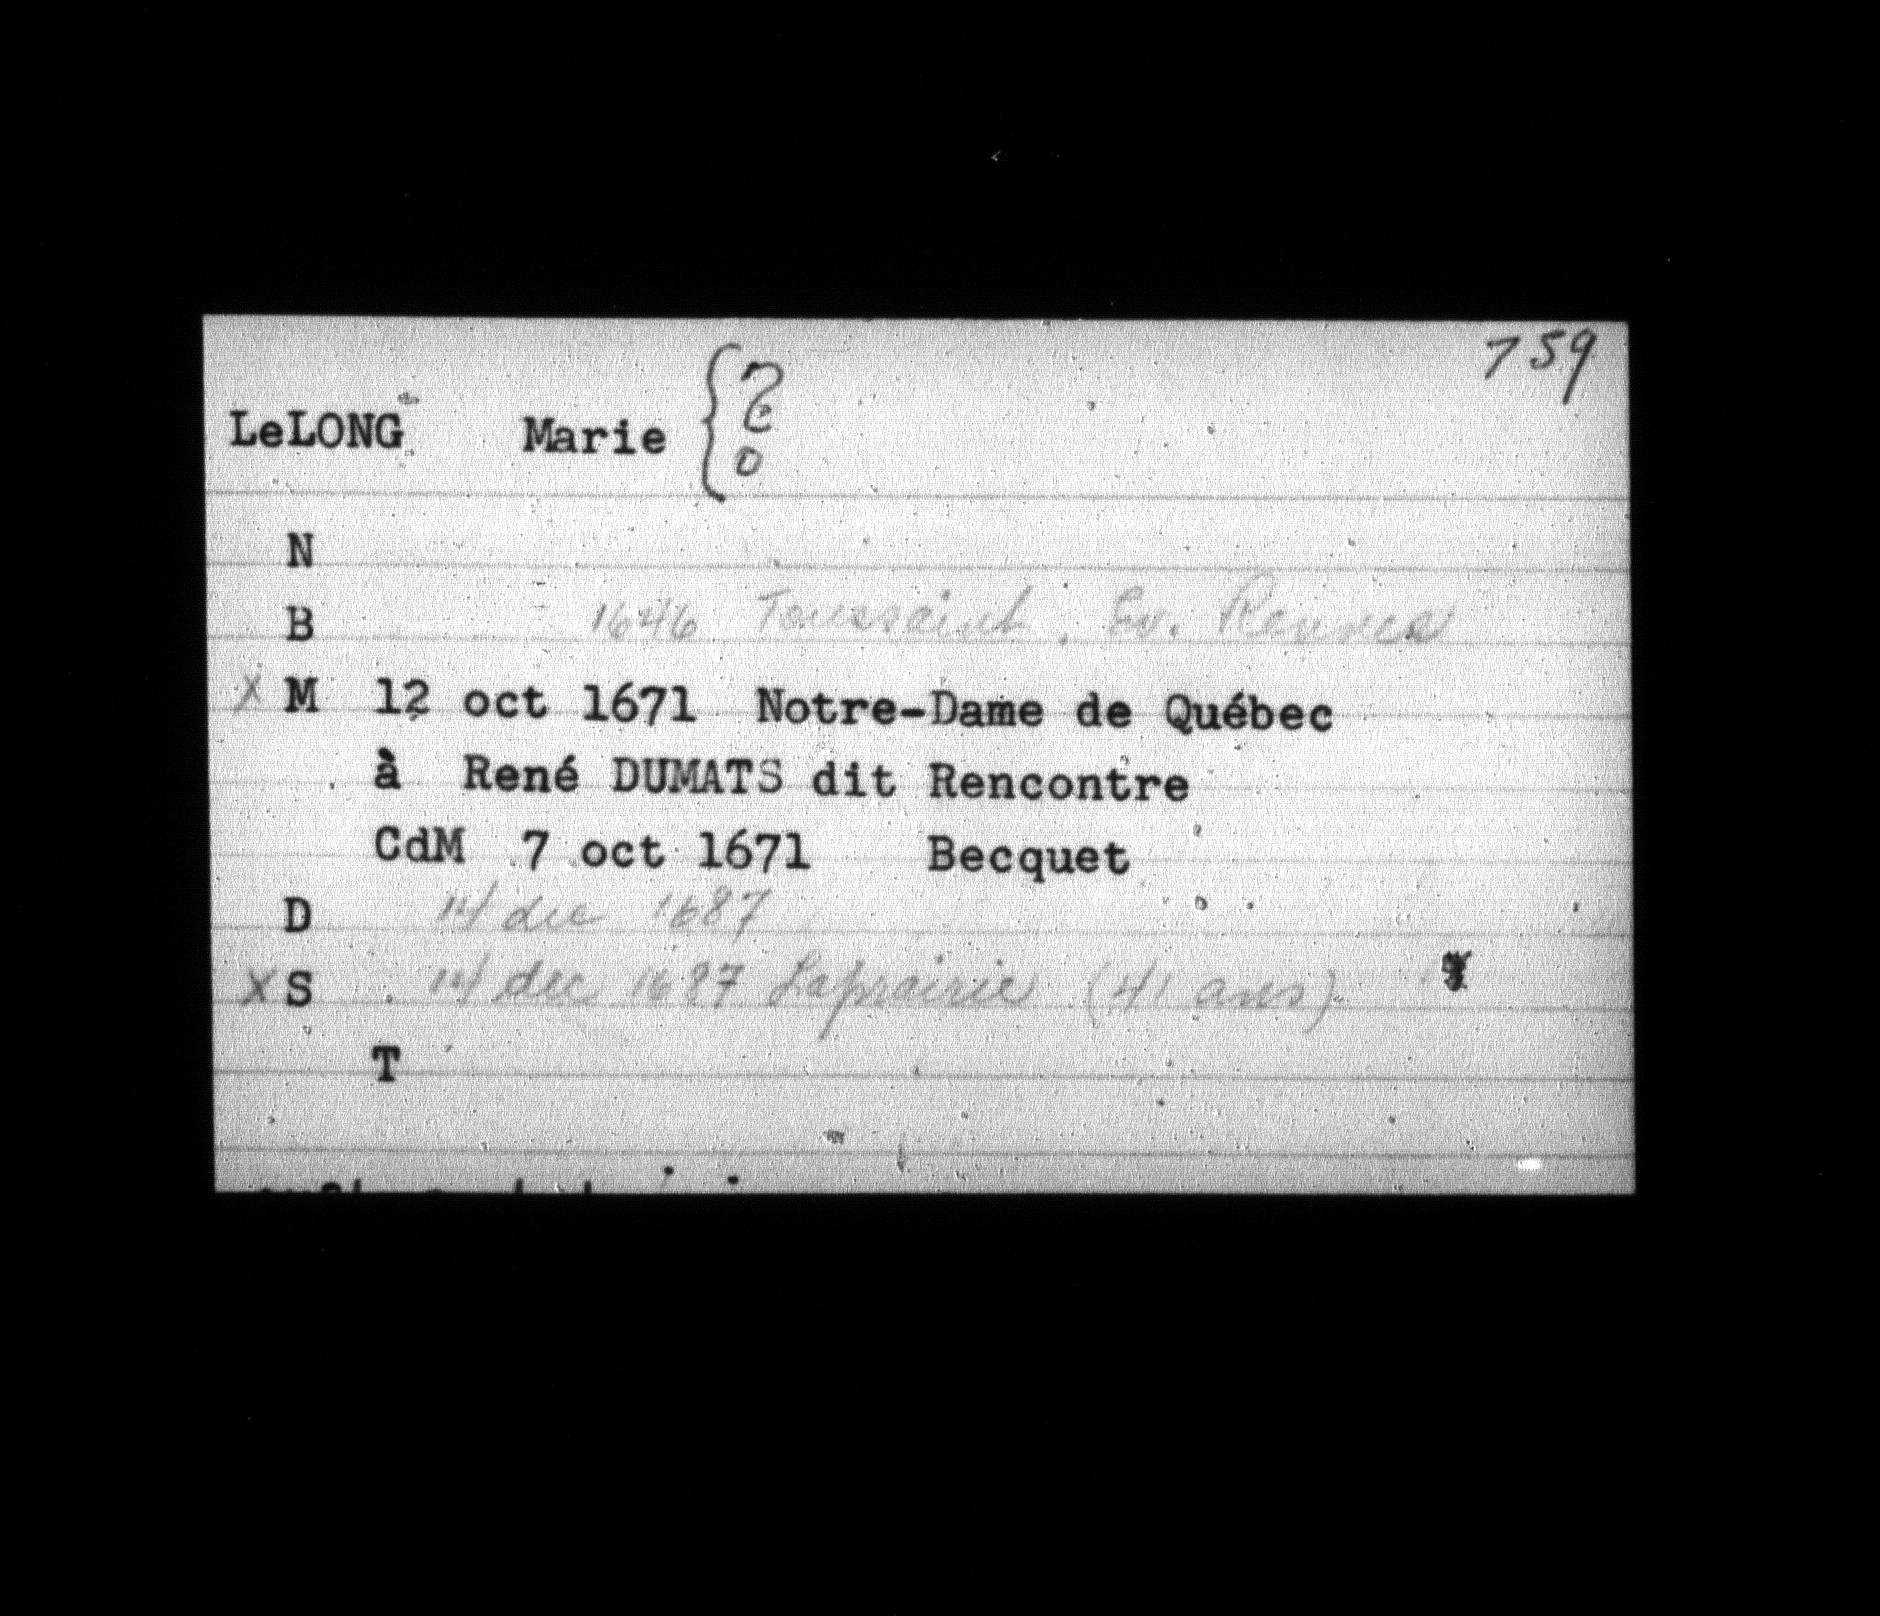 759
LeLONG Marie { ?
0
N
B 1646 Toussaint, Ev. Rennes
X M 12 oct 1671 Notre-Dame de Québec
à René DUMATS dit Rencontre
CdM 7 oct 1671 Becquet
D 14 dec 1687
X S 14 dec 1687 Laprairie (41 ans)
T